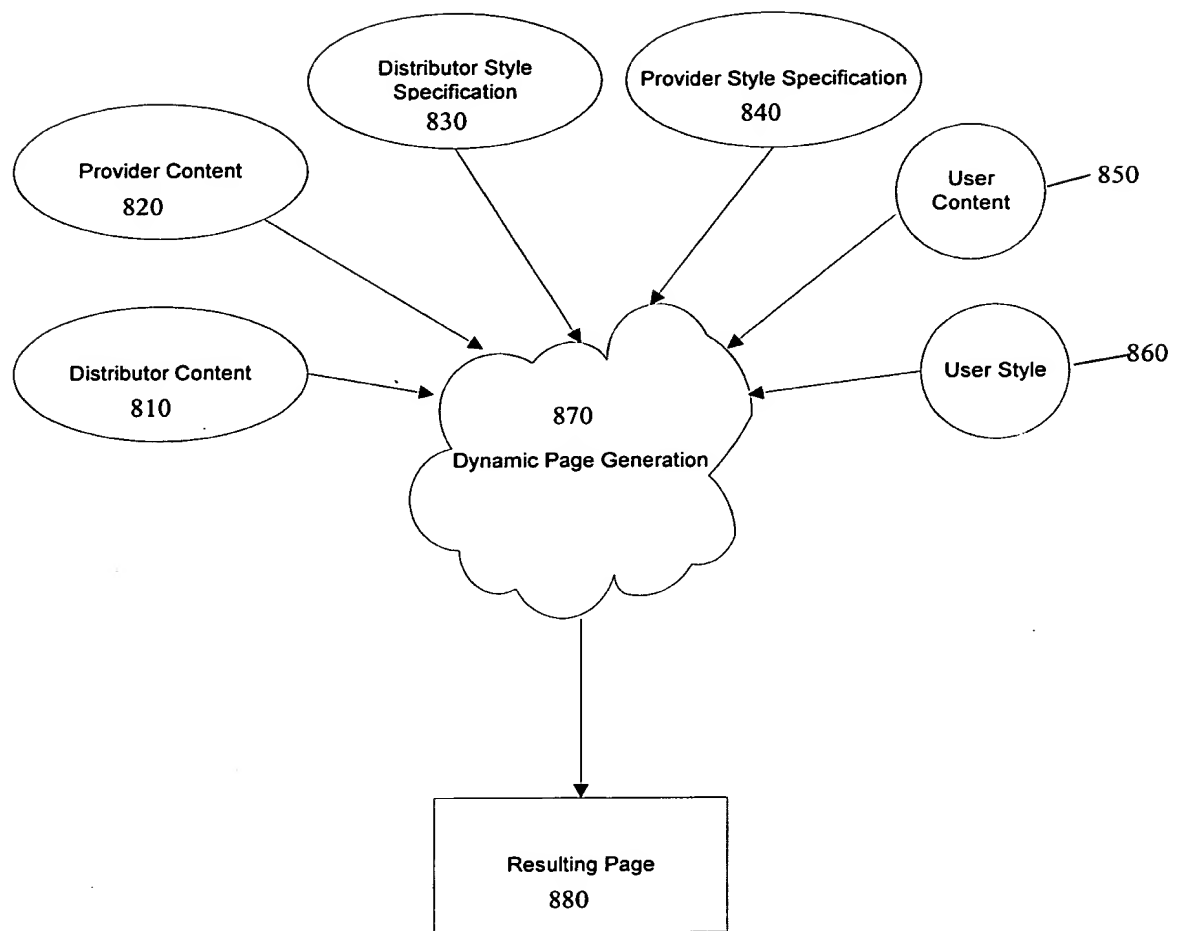 Distributor Style
Specification
830
Provider Style Specification
840
Provider Content
820
User
Content
850
Distributor Content
810
User Style
860
870
Dynamic Page Generation
Resulting Page
880